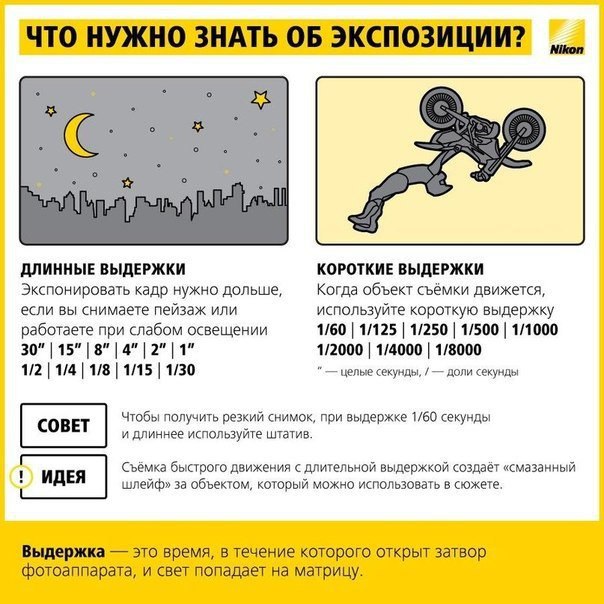 ЧТО НУЖНО ЗНАТЬ ОБ ЭКСПОЗИЦИИ?
Nikon
ДЛИННЫЕ ВЫДЕРЖКИ
Экспонировать кадр нужно дольше,
если вы снимаете пейзаж или
работаете при слабом освещении
30” | 15” | 8” | 4” | 2” | 1”
1/2 | 1/4 | 1/8 | 1/15 | 1/30
КОРОТКИЕ ВЫДЕРЖКИ
Когда объект съёмки движется,
используйте короткую выдержку
1/60 | 1/125 | 1/250 | 1/500 | 1/1000
1/2000 | 1/4000 | 1/8000
” — целые секунды, / — доли секунды
СОВЕТ
Чтобы получить резкий снимок, при выдержке 1/60 секунды
и длиннее используйте штатив.
! ИДЕЯ
Съёмка быстрого движения с длительной выдержкой создаёт «смазанный
шлейф» за объектом, который можно использовать в сюжете.
Выдержка — это время, в течение которого открыт затвор
фотоаппарата, и свет попадает на матрицу.